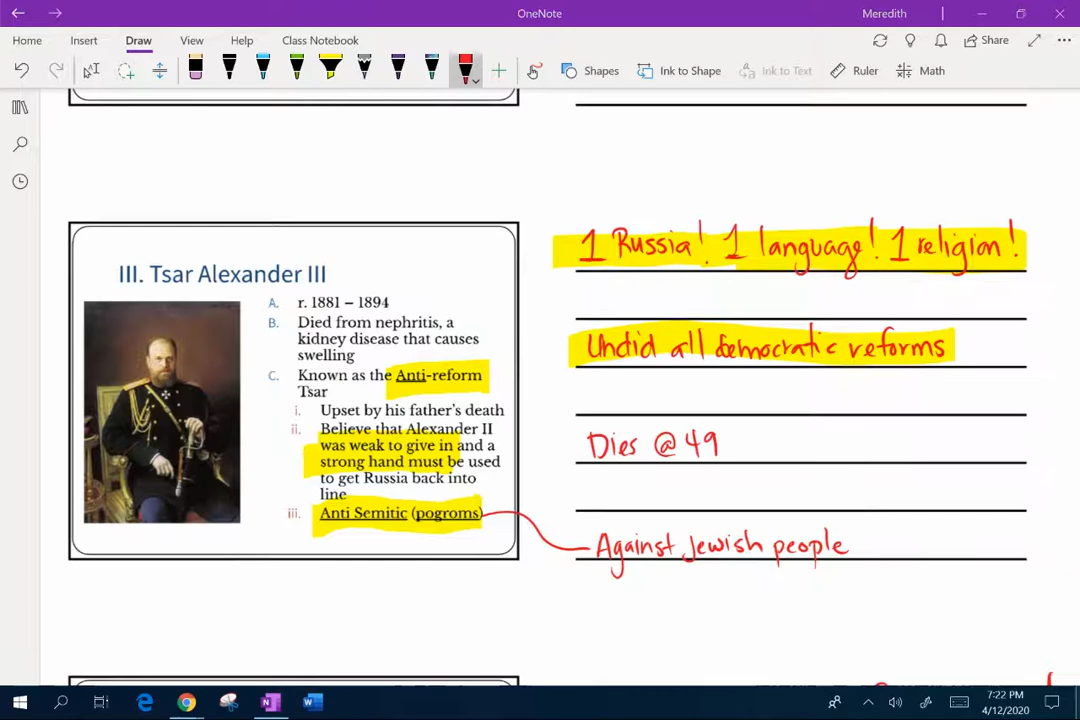 OneNote
Meredith
Home Insert Draw View Help Class Notebook Share
Shapes Ink to Shape Ink to Text Ruler Math
III. Tsar Alexander III
A. r. 1881 – 1894
B. Died from nephritis, a
kidney disease that causes
swelling
C. Known as the Anti-reform
Tsar
i. Upset by his father's death
ii. Believe that Alexander II
was weak to give in and a
strong hand must be used
to get Russia back into
line
iii. Anti Semitic (pogroms)
1 Russia! 1 language! 1 religion!
Undid all democratic reforms
Dies @ 49
Against Jewish people
7:22 PM
4/12/2020